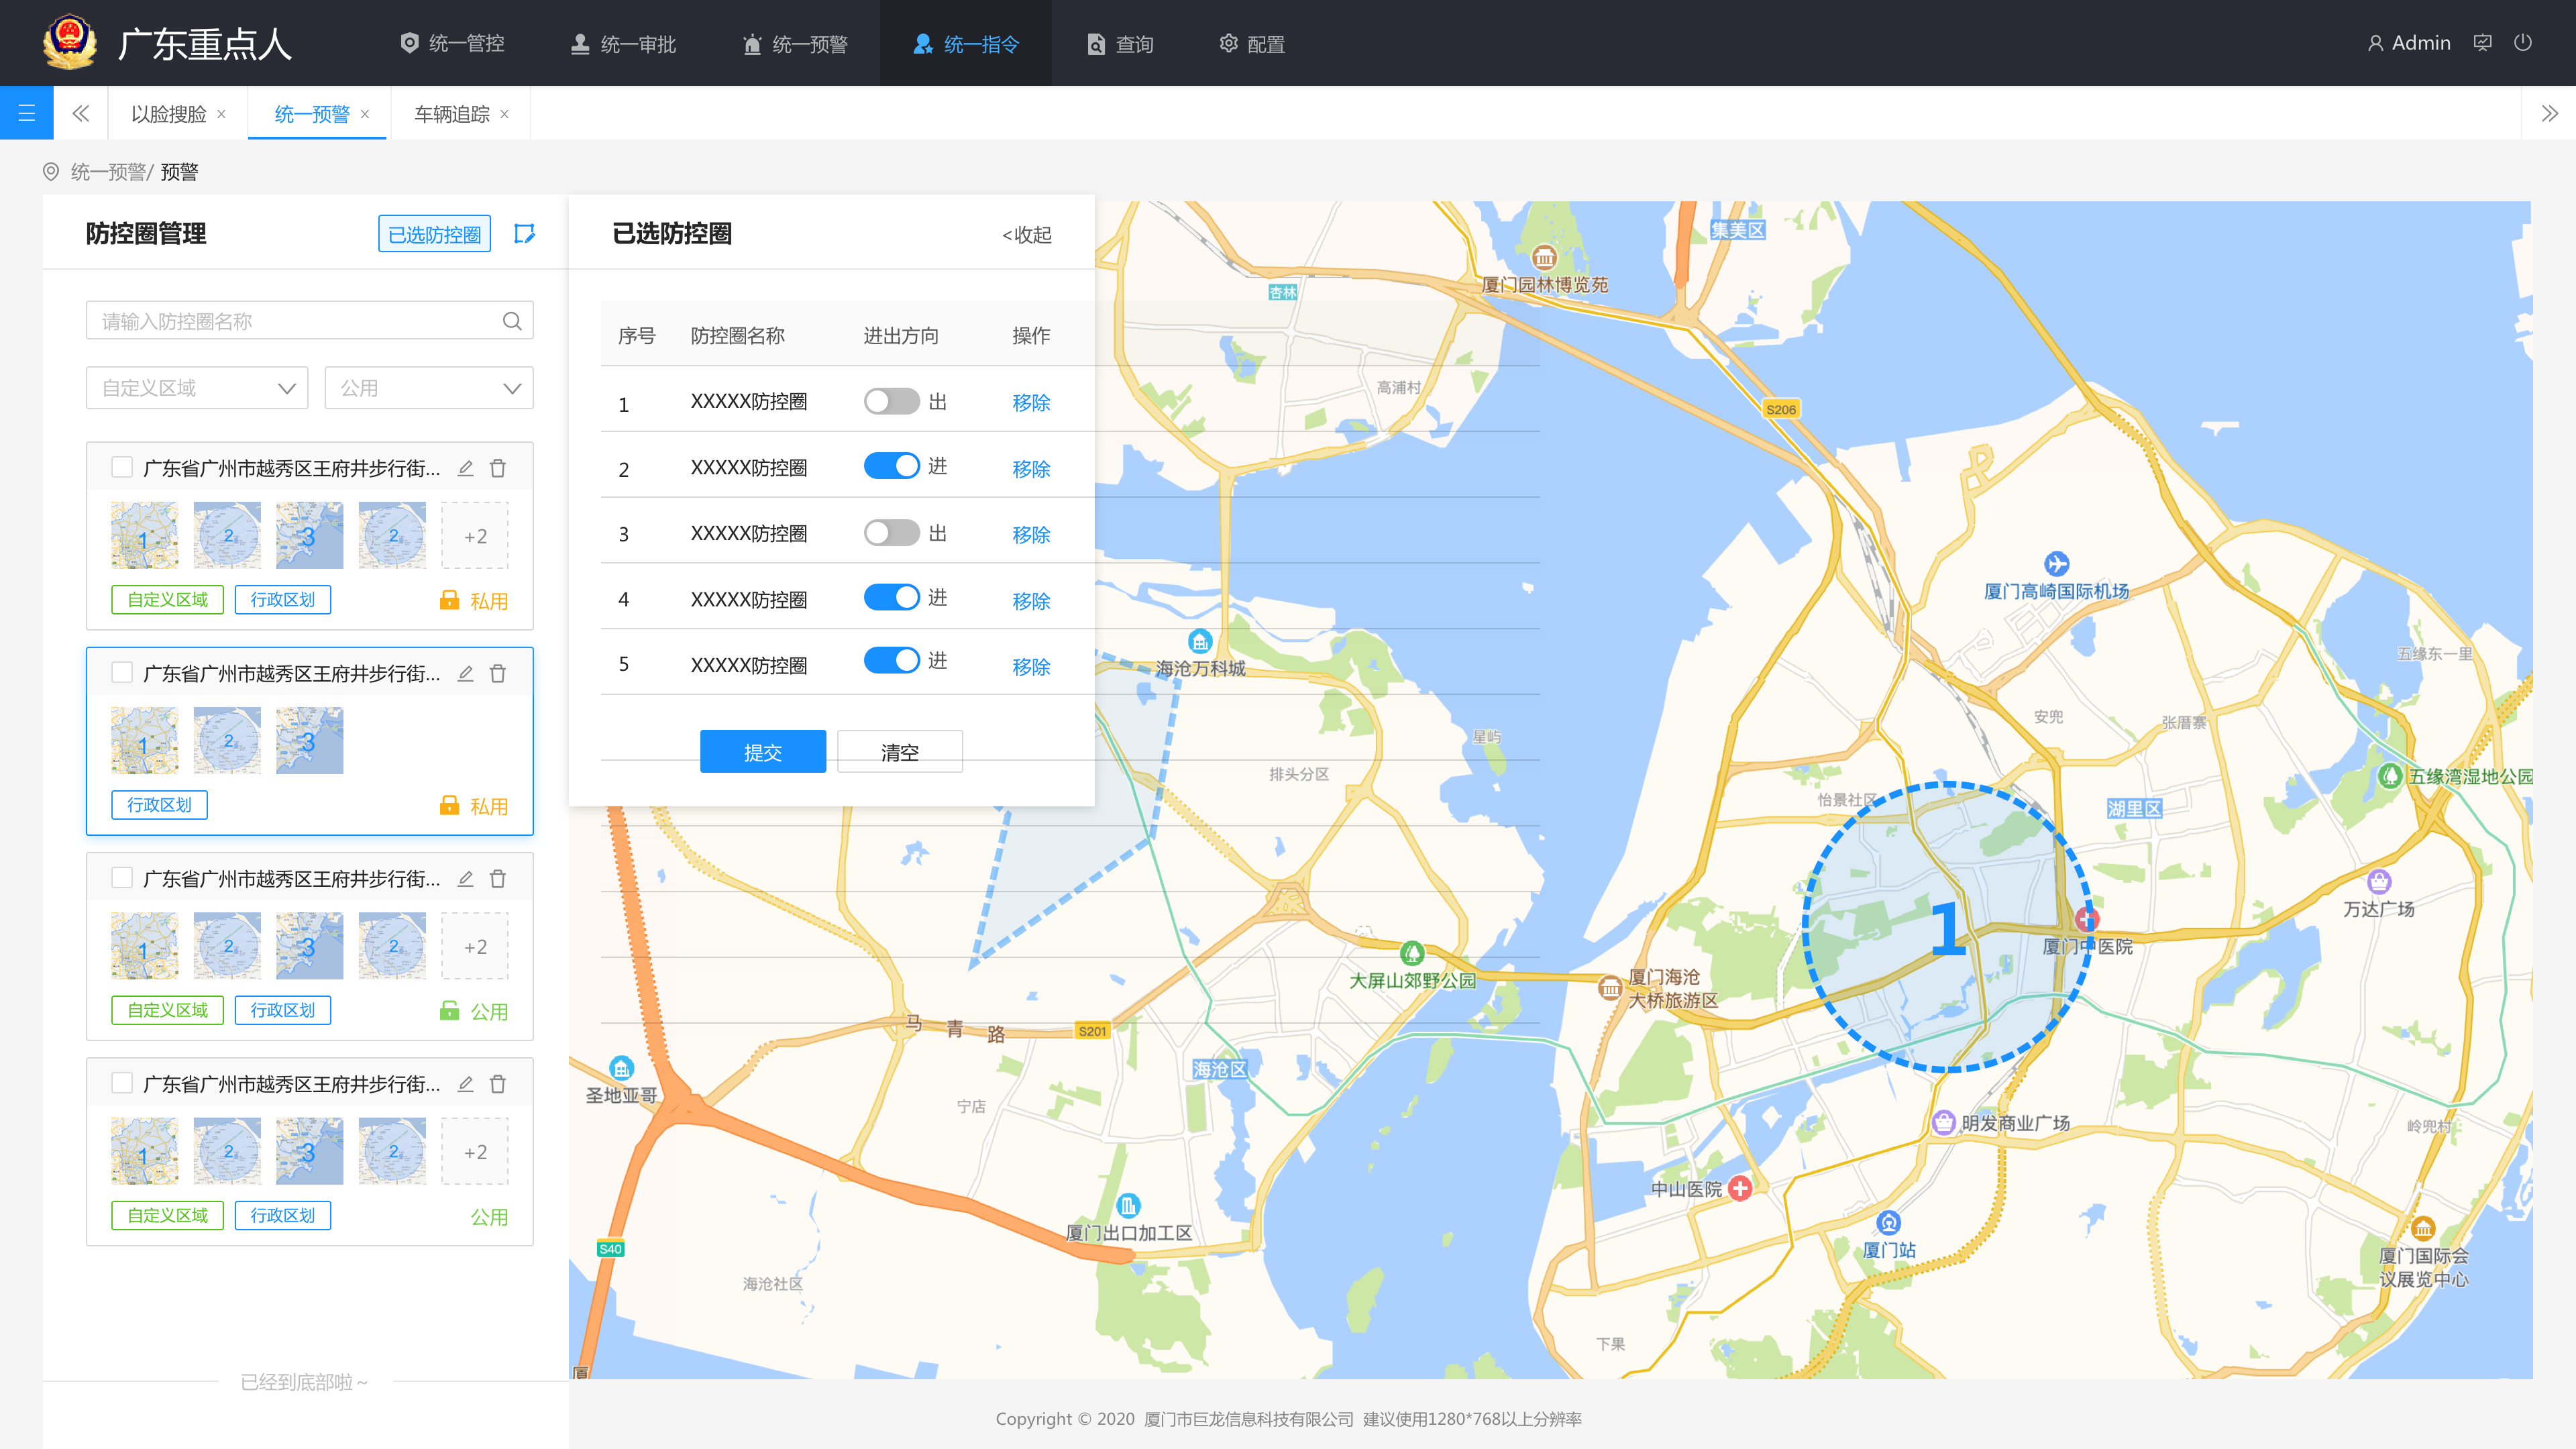 广东重点人
统一管控
统一审批
统一预警
统一指令
查询
配置
Admin
以脸搜脸 ×
统一预警 ×
车辆追踪 ×
统一预警/ 预警
防控圈管理
已选防控圈
请输入防控圈名称
自定义区域
公用
广东省广州市越秀区王府井步行街...
1
2
3
2
+2
自定义区域
行政区划
私用
广东省广州市越秀区王府井步行街...
1
2
3
行政区划
私用
广东省广州市越秀区王府井步行街...
1
2
3
2
+2
自定义区域
行政区划
公用
广东省广州市越秀区王府井步行街...
1
2
3
2
+2
自定义区域
行政区划
公用
已经到底部啦～
已选防控圈
<收起
序号 防控圈名称 进出方向 操作
1 XXXXX防控圈 出 移除
2 XXXXX防控圈 进 移除
3 XXXXX防控圈 出 移除
4 XXXXX防控圈 进 移除
5 XXXXX防控圈 进 移除
提交
清空
集美区
厦门园林博览苑
杏林
高浦村
S206
厦门高崎国际机场
海沧万科城
五缘东一里
安兜
张厝寨
星屿
排头分区
五缘湾湿地公园
怡景社区
湖里区
万达广场
1
厦门中医院
大屏山郊野公园
厦门海沧
大桥旅游区
马青路
S201
海沧区
圣地亚哥
宁店
明发商业广场
岭兜村
中山医院
厦门出口加工区
厦门站
S40
厦门国际会
议展览中心
海沧社区
下果
厦
Copyright © 2020 厦门市巨龙信息科技有限公司 建议使用1280*768以上分辨率